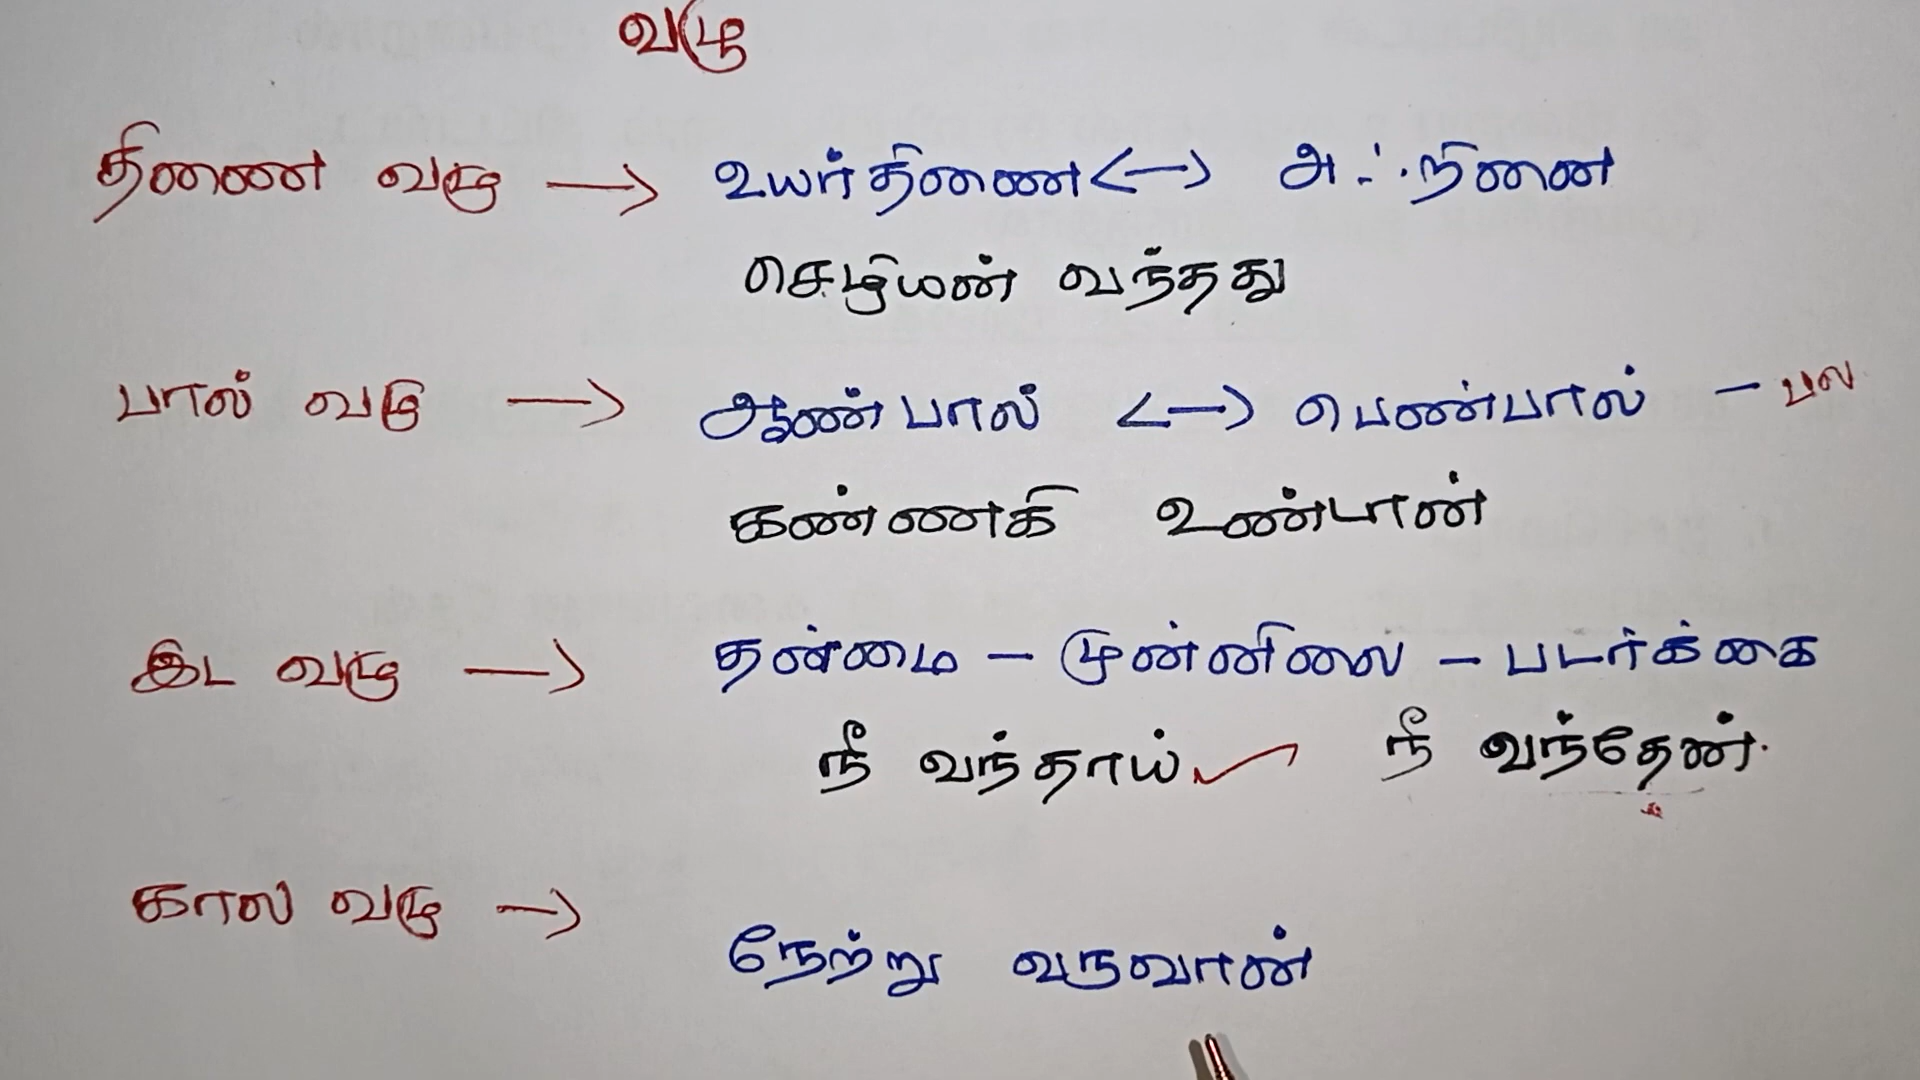 வழு
திணை வழு → உயர்திணை <-> அஃறிணை
செழியன் வந்தது
பால் வழு → ஆண்பால் <-> பெண்பால் - பல
கண்ணகி உண்டான்
இட வழு → தன்மை - முன்னிலை - படர்க்கை
நீ வந்தாய் ✓ நீ வந்தேன்.
கால வழு →
நேற்று வருவான்